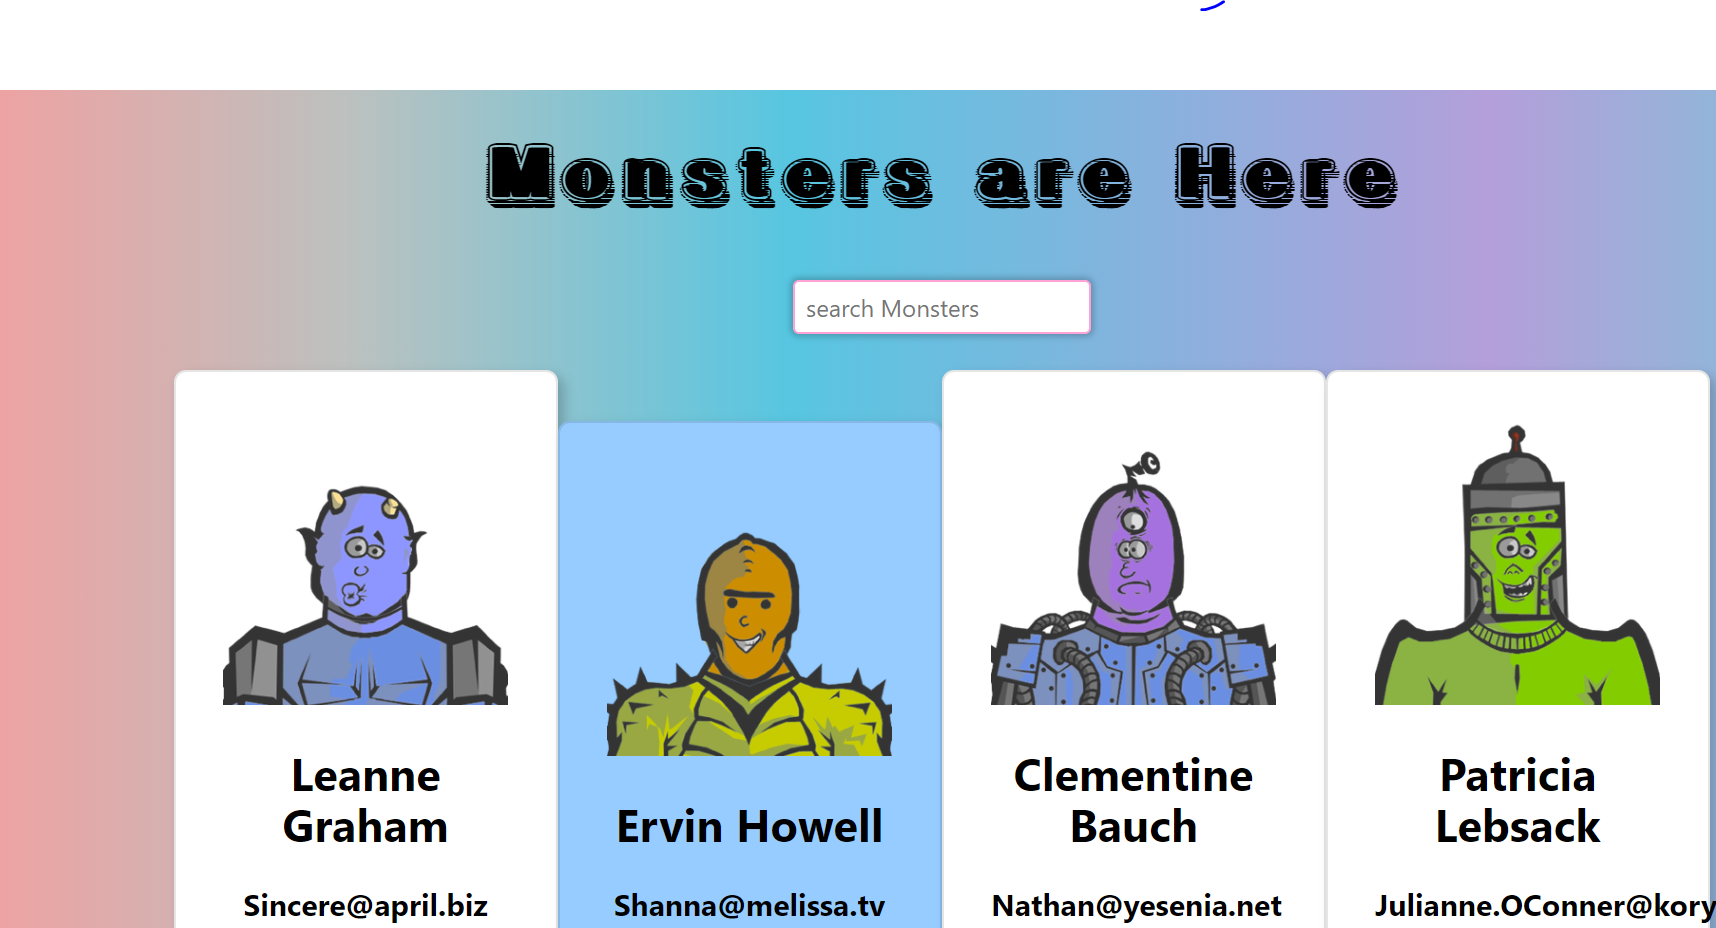 Monsters are Here
search Monsters
Leanne
Graham
Sincere@april.biz
Ervin Howell
Shanna@melissa.tv
Clementine
Bauch
Nathan@yesenia.net
Patricia
Lebsack
Julianne.OConner@kory